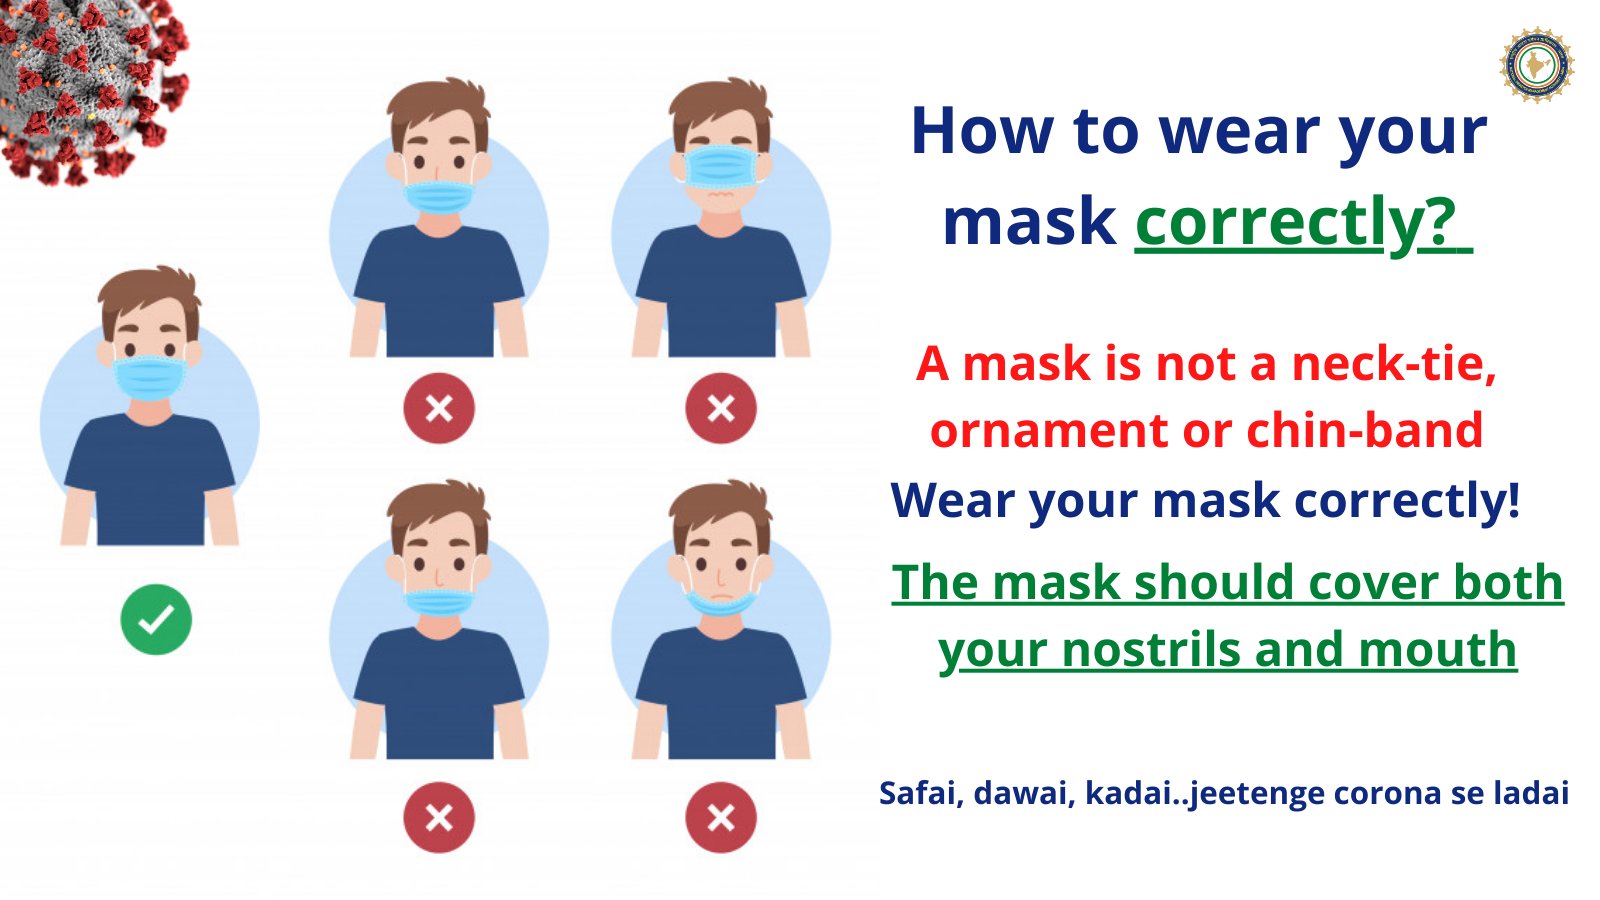 How to wear your
mask correctly?
A mask is not a neck-tie,
ornament or chin-band
Wear your mask correctly!
The mask should cover both
your nostrils and mouth
Safai, dawai, kadai..jeetenge corona se ladai